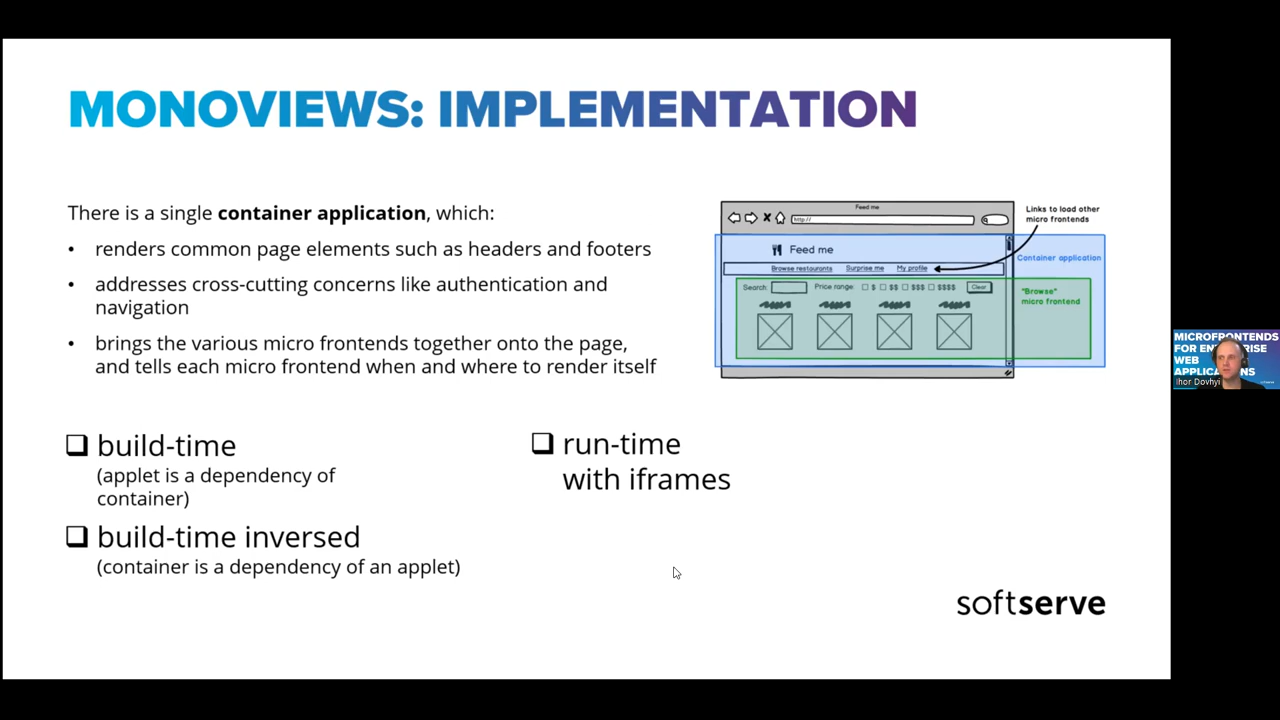 MONOVIEWS: IMPLEMENTATION
There is a single container application, which:
• renders common page elements such as headers and footers
• addresses cross-cutting concerns like authentication and
navigation
• brings the various micro frontends together onto the page,
and tells each micro frontend when and where to render itself
Feed me
http://
Links to load other
micro frontends
Feed me
Container application
Browse restaurants Surprise me My profile
Search: Price range: $ $$ $$$ $$$$ Clear
"Browse"
micro frontend
❑ build-time
(applet is a dependency of
container)
❑ build-time inversed
(container is a dependency of an applet)
❑ run-time
with iframes
softserve
MICROFRONTENDS
FOR ENTERPRISE
WEB
Ihor Dovhyi